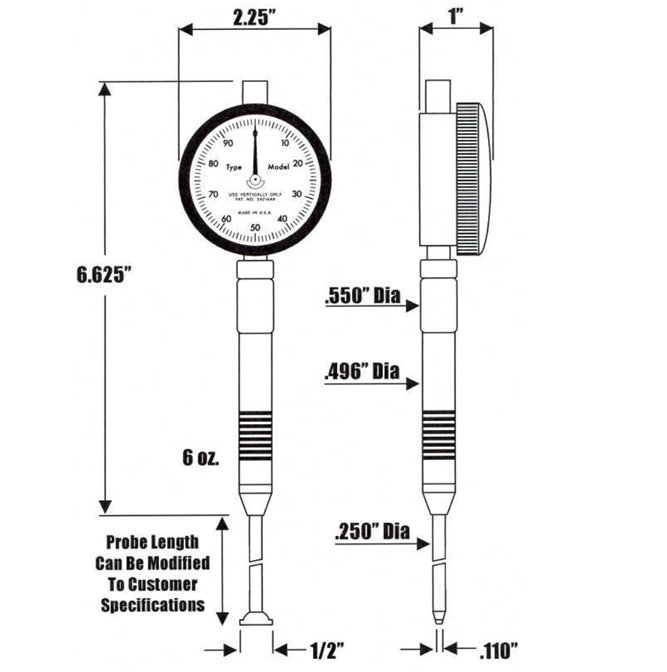 2.25”
1”
0
90
10
80
Type
Model
20
70
USE VERTICALLY ONLY
30
PAT. NO. 2421449
60
MADE IN U.S.A.
40
50
6.625”
.550” Dia
.496” Dia
6 oz.
.250” Dia
Probe Length
Can Be Modified
To Customer
Specifications
1/2”
.110”